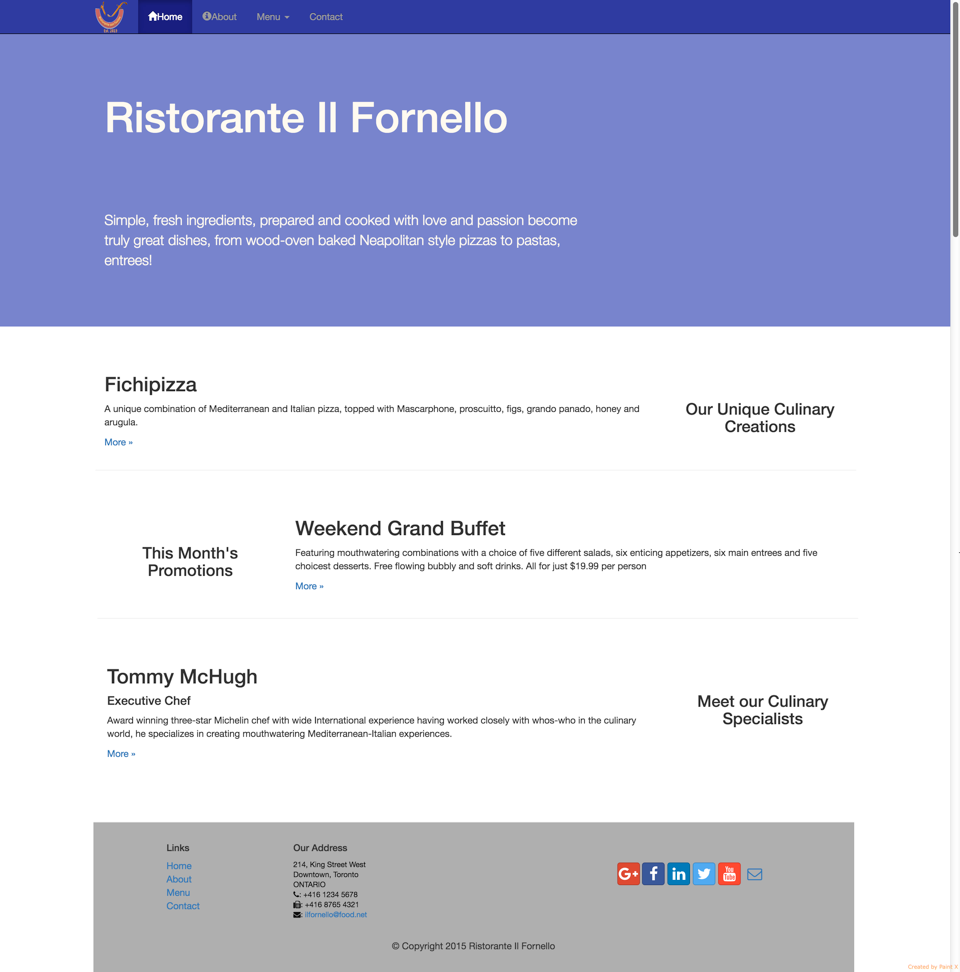 Home About Menu Contact
Ristorante Il Fornello
Simple, fresh ingredients, prepared and cooked with love and passion become
truly great dishes, from wood-oven baked Neapolitan style pizzas to pastas,
entrees!
Fichipizza
A unique combination of Mediterranean and Italian pizza, topped with Mascarphone, proscuitto, figs, grando panado, honey and
arugula.
More »
Our Unique Culinary
Creations
This Month's
Promotions
Weekend Grand Buffet
Featuring mouthwatering combinations with a choice of five different salads, six enticing appetizers, six main entrees and five
choicest desserts. Free flowing bubbly and soft drinks. All for just $19.99 per person
More »
Tommy McHugh
Executive Chef
Award winning three-star Michelin chef with wide International experience having worked closely with whos-who in the culinary
world, he specializes in creating mouthwatering Mediterranean-Italian experiences.
More »
Meet our Culinary
Specialists
Links
Home
About
Menu
Contact
Our Address
214, King Street West
Downtown, Toronto
ONTARIO
: +416 1234 5678
: +416 8765 4321
: ilfornello@food.net
G+ f in You Tube
© Copyright 2015 Ristorante Il Fornello
Created by Paint X